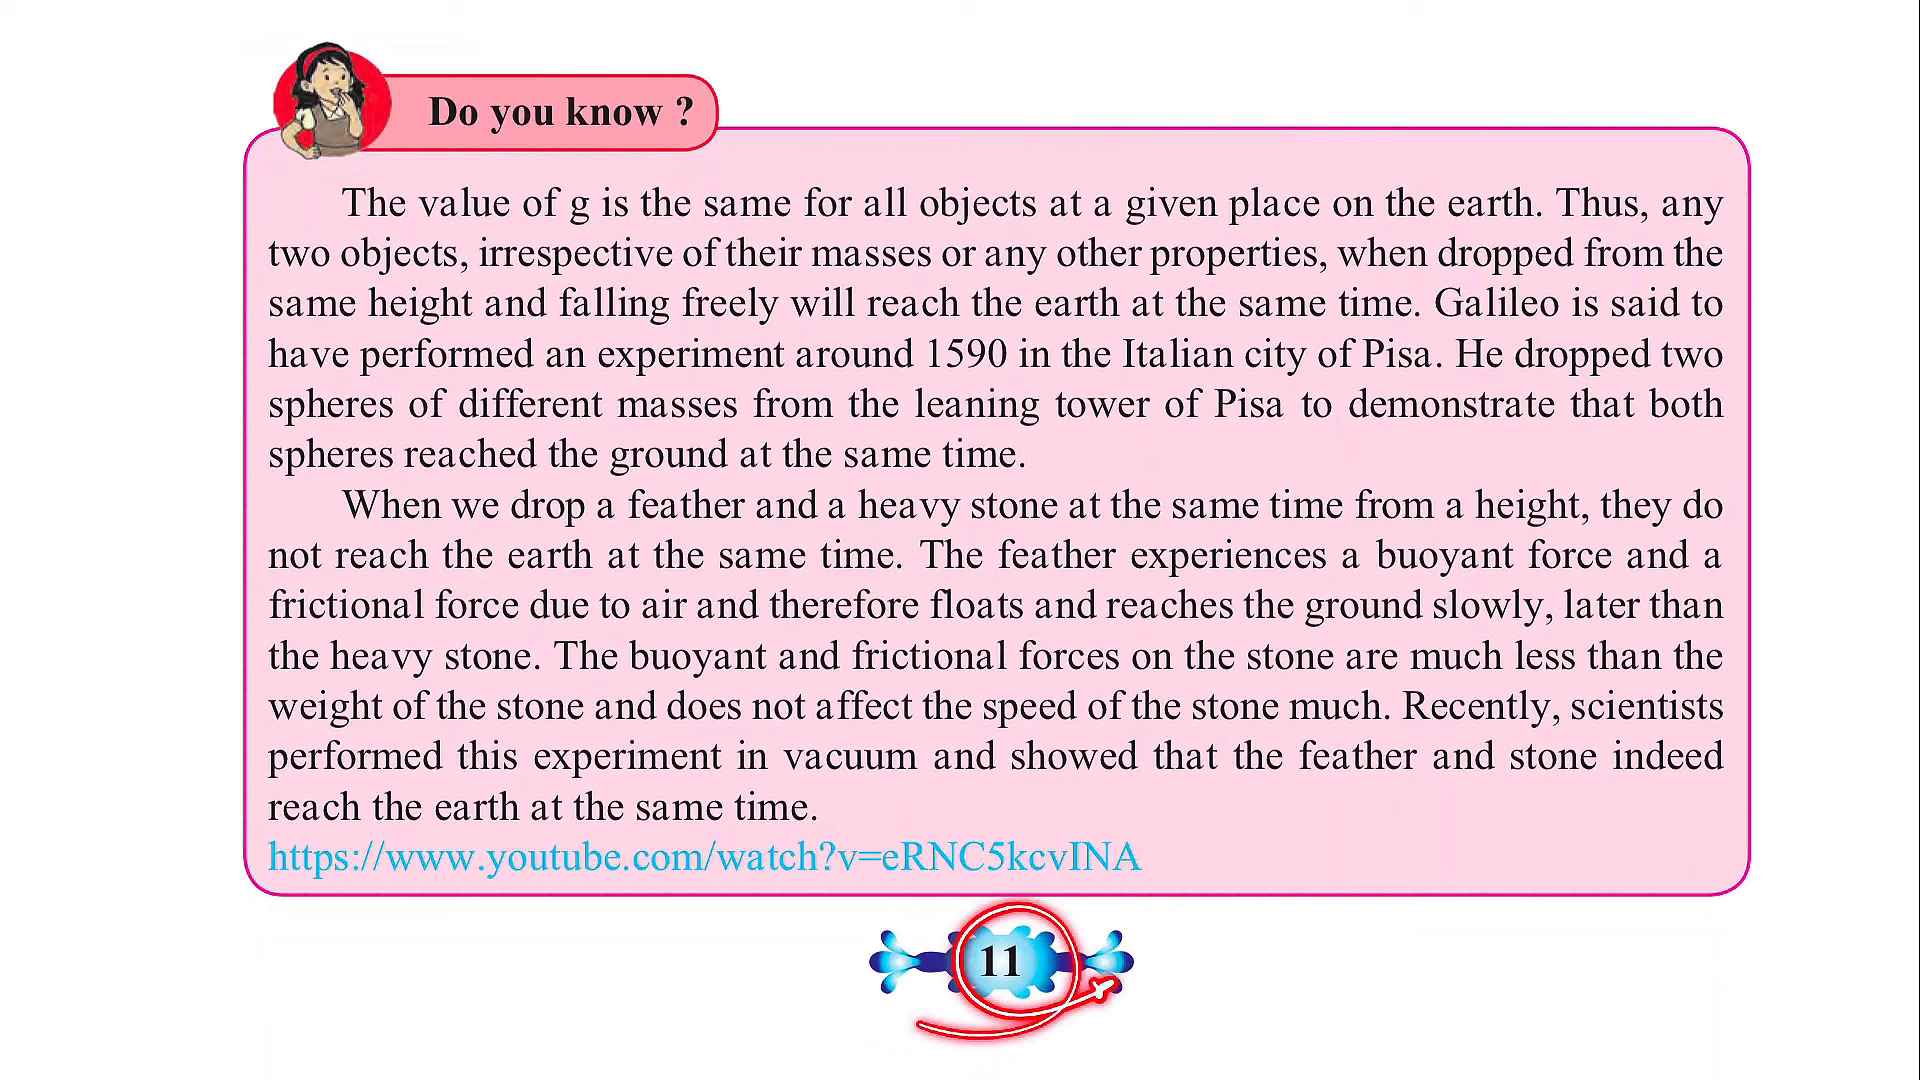 Do you know ?
The value of g is the same for all objects at a given place on the earth. Thus, any
two objects, irrespective of their masses or any other properties, when dropped from the
same height and falling freely will reach the earth at the same time. Galileo is said to
have performed an experiment around 1590 in the Italian city of Pisa. He dropped two
spheres of different masses from the leaning tower of Pisa to demonstrate that both
spheres reached the ground at the same time.
When we drop a feather and a heavy stone at the same time from a height, they do
not reach the earth at the same time. The feather experiences a buoyant force and a
frictional force due to air and therefore floats and reaches the ground slowly, later than
the heavy stone. The buoyant and frictional forces on the stone are much less than the
weight of the stone and does not affect the speed of the stone much. Recently, scientists
performed this experiment in vacuum and showed that the feather and stone indeed
reach the earth at the same time.
https://www.youtube.com/watch?v=eRNC5kcvINA
11